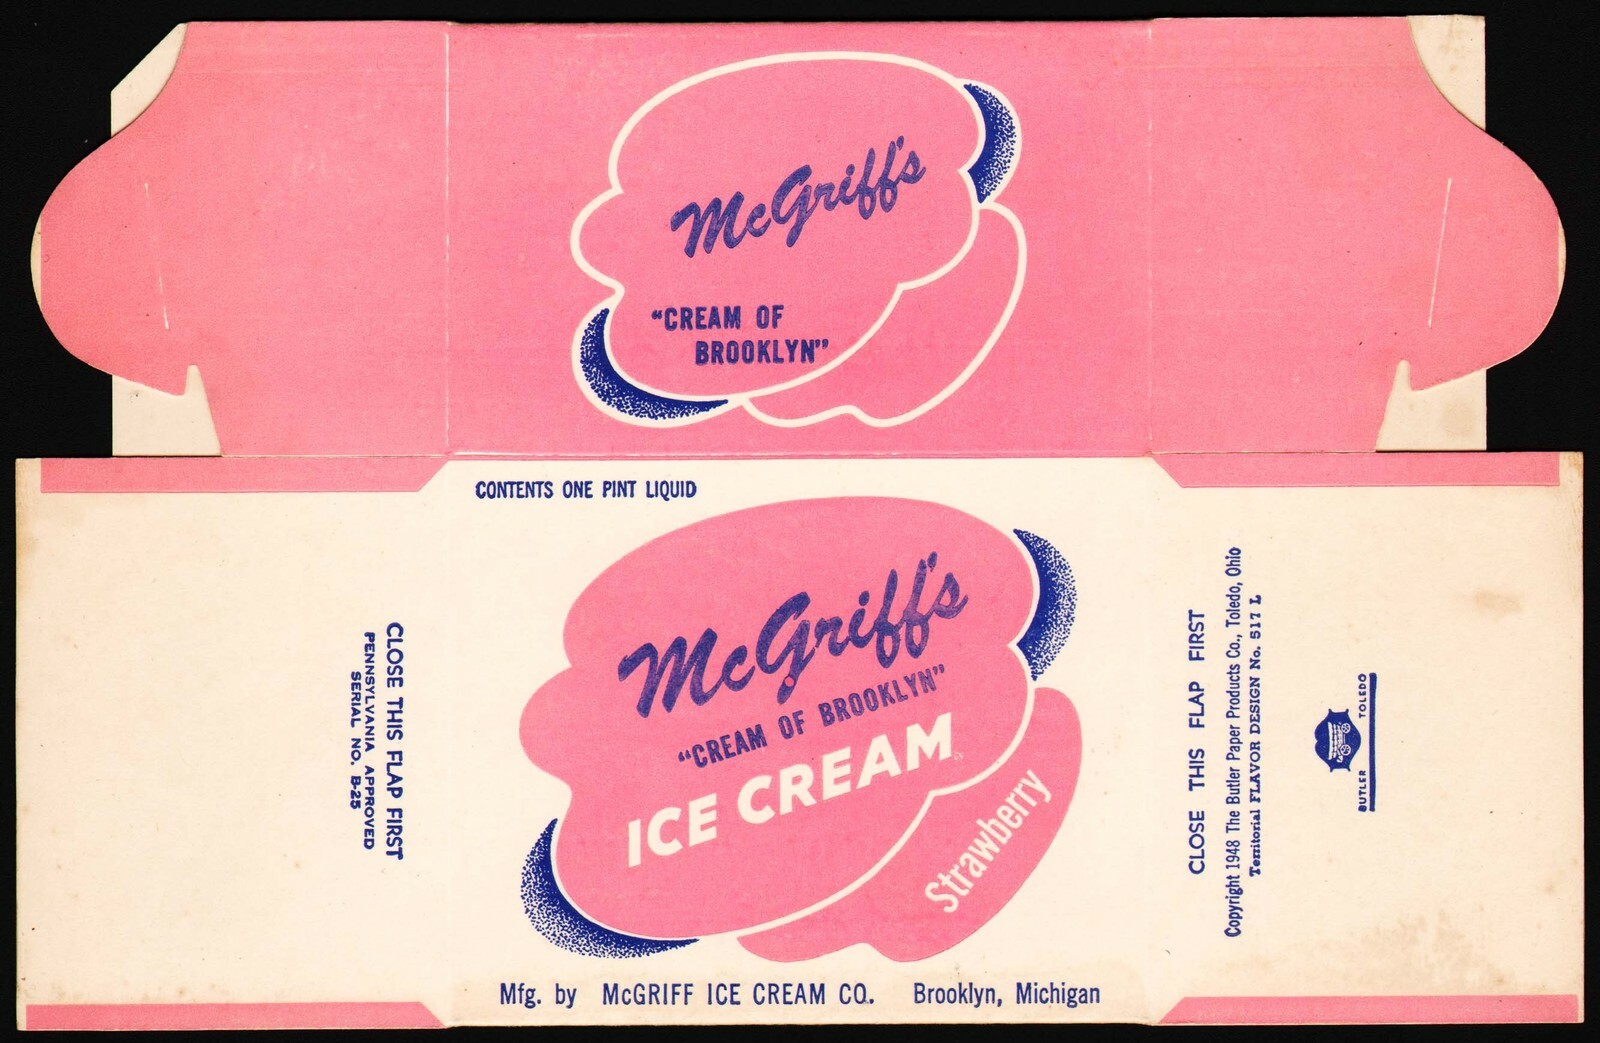 McGriff's
"CREAM OF
BROOKLYN"
CONTENTS ONE PINT LIQUID
McGriff's
"CREAM OF BROOKLYN"
ICE CREAM
Strawberry
Mfg. by McGRIFF ICE CREAM CO. Brooklyn, Michigan
CLOSE THIS FLAP FIRST
PENNSYLVANIA APPROVED
SERIAL NO. B-25
CLOSE THIS FLAP FIRST
Copyright 1948 The Butler Paper Products Co., Toledo, Ohio
Territorial FLAVOR DESIGN No. 517 L
BUTLER TOLEDO